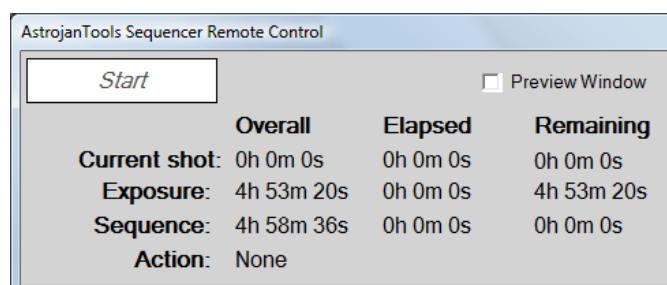 AstrojanTools Sequencer Remote Control
Start Preview Window
Overall Elapsed Remaining
Current shot: 0h 0m 0s 0h 0m 0s 0h 0m 0s
Exposure: 4h 53m 20s 0h 0m 0s 4h 53m 20s
Sequence: 4h 58m 36s 0h 0m 0s 0h 0m 0s
Action: None